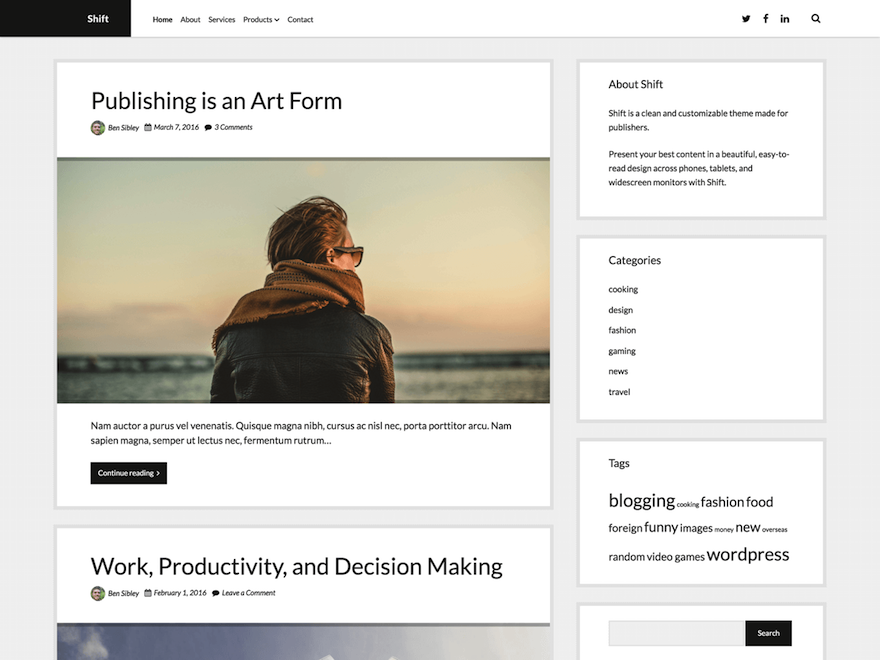 Shift
Home About Services Products Contact
Publishing is an Art Form
Ben Sibley March 7, 2016 3 Comments
Nam auctor a purus vel venenatis. Quisque magna nibh, cursus ac nisl nec, porta porttitor arcu. Nam
sapien magna, semper ut lectus nec, fermentum rutrum...
Continue reading
Work, Productivity, and Decision Making
Ben Sibley February 1, 2016 Leave a Comment
About Shift
Shift is a clean and customizable theme made for
publishers.
Present your best content in a beautiful, easy-to-
read design across phones, tablets, and
widescreen monitors with Shift.
Categories
cooking
design
fashion
gaming
news
travel
Tags
blogging cooking fashion food
foreign funny images money new overseas
random video games wordpress
Search